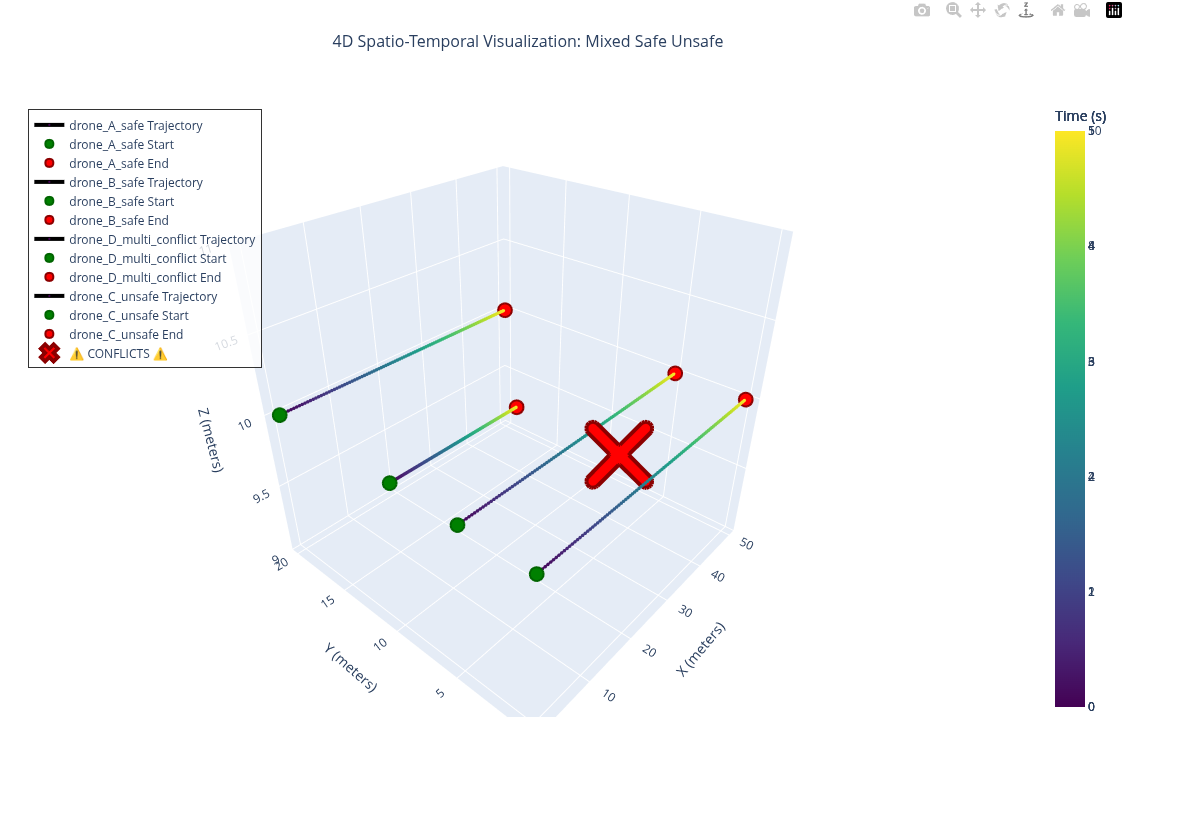 4D Spatio-Temporal Visualization: Mixed Safe Unsafe
drone_A_safe Trajectory
drone_A_safe Start
drone_A_safe End
drone_B_safe Trajectory
drone_B_safe Start
drone_B_safe End
drone_D_multi_conflict Trajectory
drone_D_multi_conflict Start
drone_D_multi_conflict End
drone_C_unsafe Trajectory
drone_C_unsafe Start
drone_C_unsafe End
⚠️ CONFLICTS ⚠️
Time (s)
4
3
2
0
10.5
10
9.5
9
Z (meters)
20
15
10
5
Y (meters)
10
20
30
40
50
X (meters)